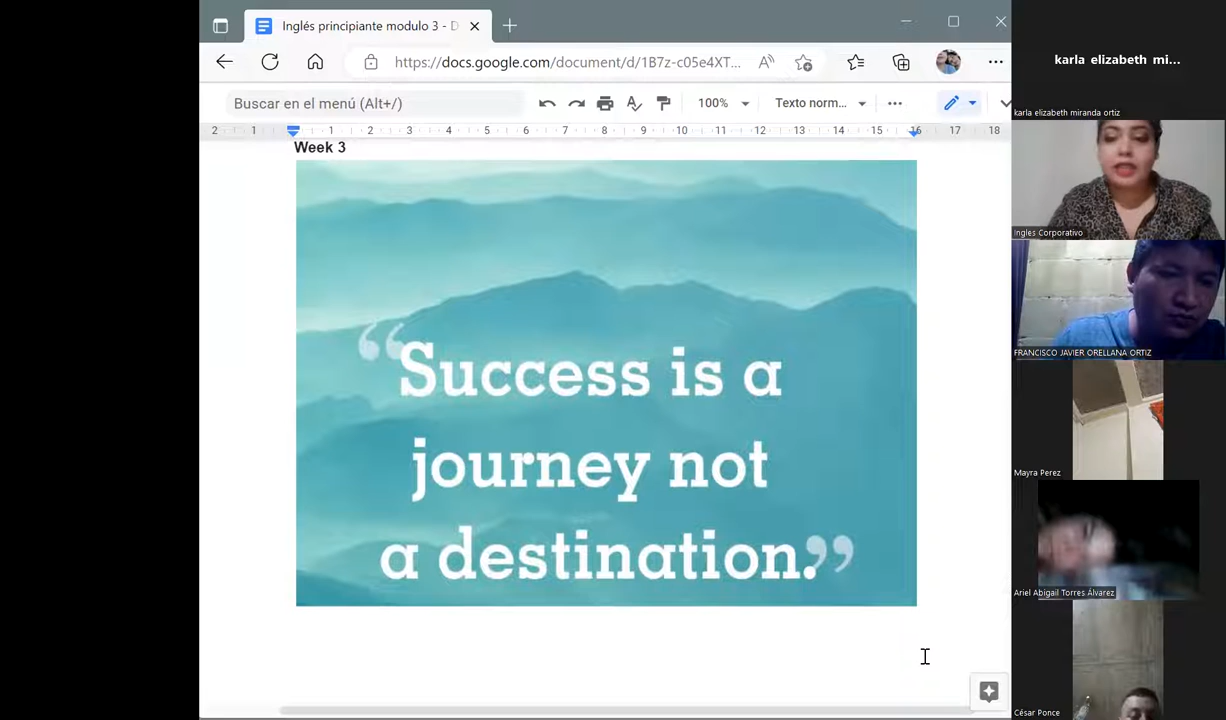 Inglés principiante modulo 3 - D
https://docs.google.com/document/d/1B7z-c05e4XT...
Buscar en el menú (Alt+/)
100%
Texto norm...
2 1 1 2 3 4 5 6 7 8 9 10 11 12 13 14 15 16 17 18
Week 3
“Success is a
journey not
a destination.”
karla elizabeth mi...
karla elizabeth miranda ortiz
Ingles Corporativo
FRANCISCO JAVIER ORELLANA ORTIZ
Mayra Perez
Ariel Abigail Torres Álvarez
César Ponce